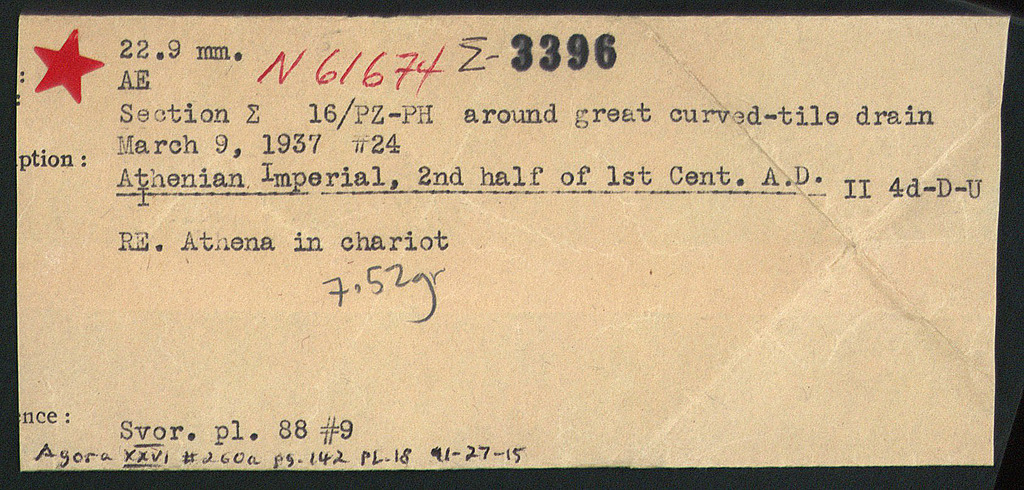 22.9 mm. N 61674 Σ-3396
: AE
Section Σ 16/PZ-PH around great curved-tile drain
March 9, 1937 #24
ption :
Athenian Imperial, 2nd half of 1st Cent. A.D. II 4d-D-U
I
RE. Athena in chariot
7.52gr
nce :
Svor. pl. 88 #9
Agora XXVI #260a pg. 142 PL.18 91-27-15